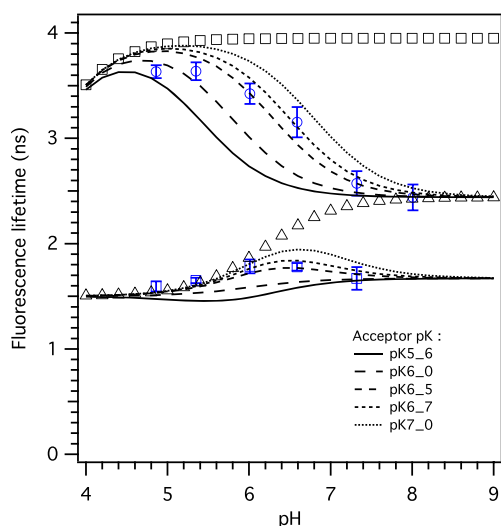 Fluorescence lifetime (ns)
4
3
2
1
0
Acceptor pK :
pK5_6
pK6_0
pK6_5
pK6_7
pK7_0
4 5 6 7 8 9
pH